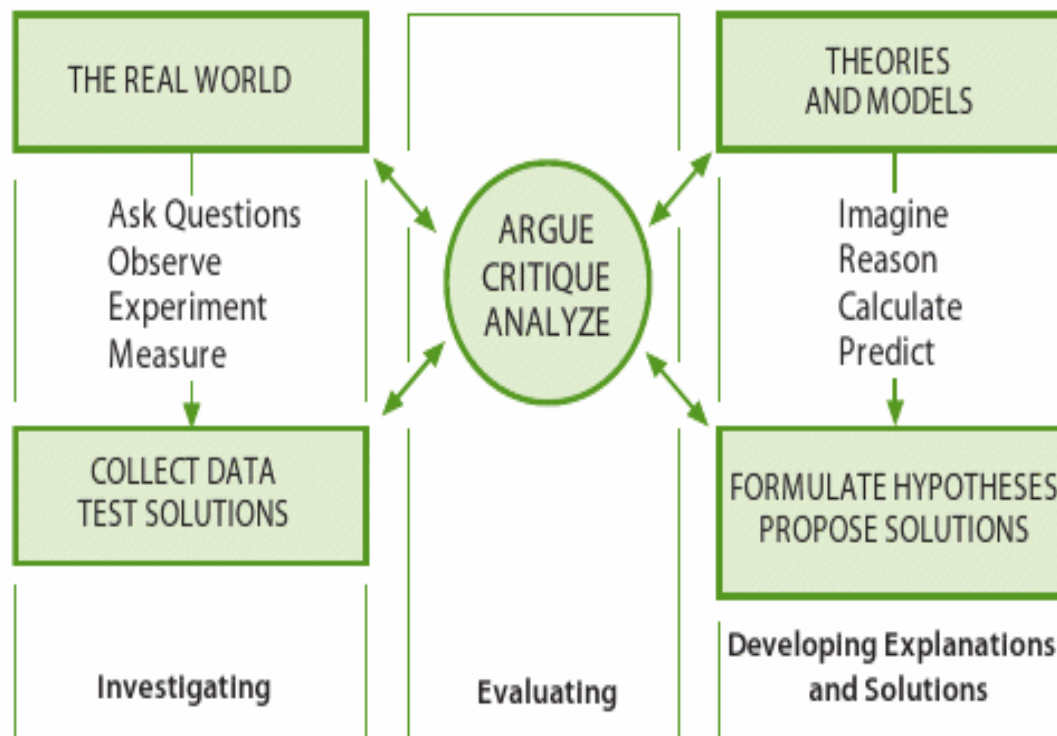 THE REAL WORLD
Ask Questions
Observe
Experiment
Measure
COLLECT DATA
TEST SOLUTIONS
Investigating
ARGUE
CRITIQUE
ANALYZE
Evaluating
THEORIES
AND MODELS
Imagine
Reason
Calculate
Predict
FORMULATE HYPOTHESES
PROPOSE SOLUTIONS
Developing Explanations
and Solutions